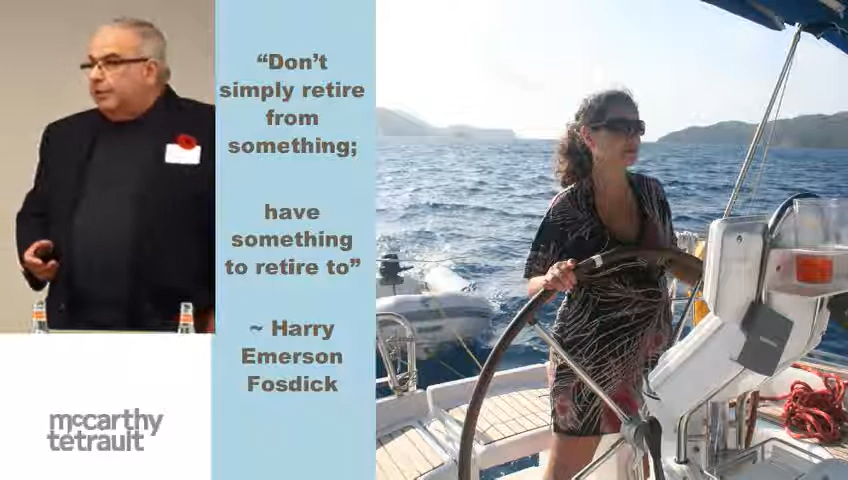 “Don’t
simply retire
from
something;
have
something
to retire to”
~ Harry
Emerson
Fosdick
mccarthy
tetrault